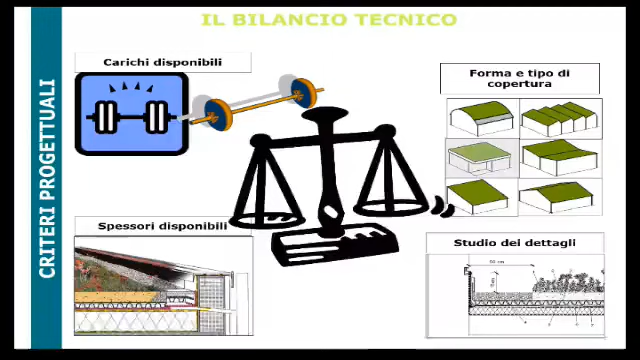 IL BILANCIO TECNICO
CRITERI PROGETTUALI
Carichi disponibili
Forma e tipo di
copertura
Spessori disponibili
Studio dei dettagli